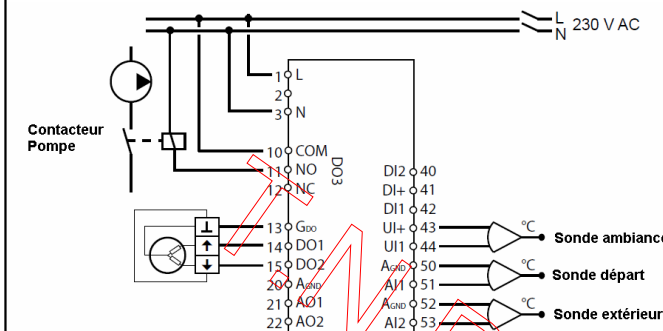 L
N
230 V AC
1 L
2
3 N
Contacteur
Pompe
10 COM
11 NO
12 NC
DO3
13 GDO
14 DO1
15 DO2
20 AGND
21 AO1
22 AO2
DI2 40
DI+ 41
DI1 42
UI+ 43
UI1 44
AGND 50
AI1 51
AGND 52
AI2 53
°C
Sonde ambiance
°C
Sonde départ
°C
Sonde extérieur